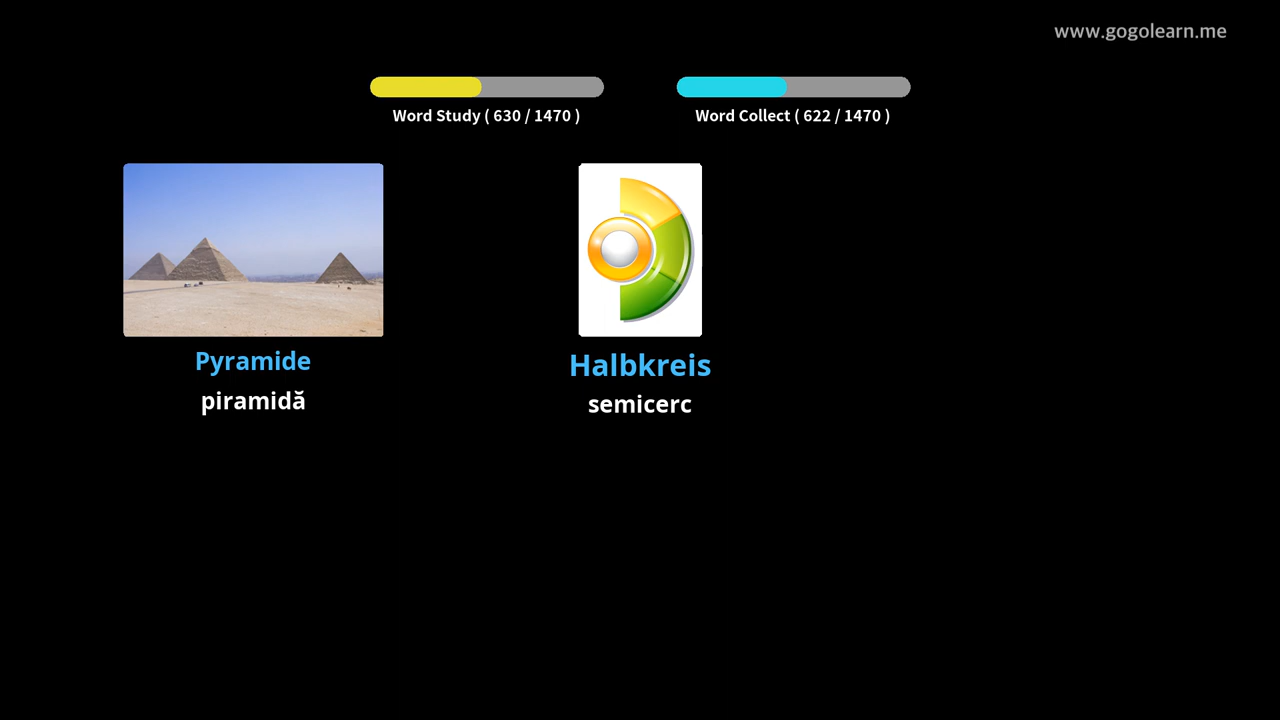 www.gogolearn.me
Word Study ( 630 / 1470 )
Word Collect ( 622 / 1470 )
Pyramide
piramidă
Halbkreis
semicerc